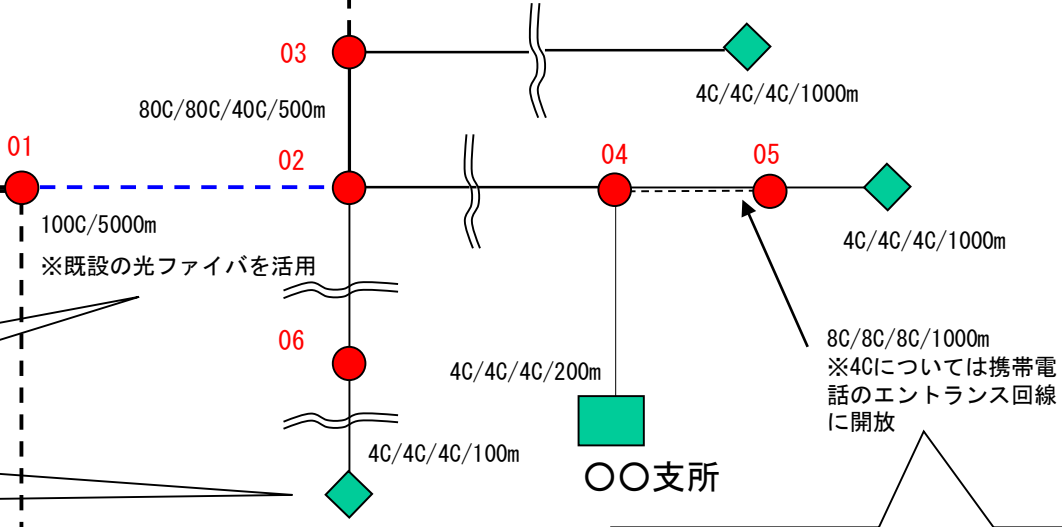 03
4C/4C/4C/1000m
80C/80C/40C/500m
01
02
04
05
100C/5000m
※既設の光ファイバを活用
4C/4C/4C/1000m
06
8C/8C/8C/1000m
※4Cについては携帯電
話のエントランス回線
に開放
4C/4C/4C/200m
4C/4C/4C/100m
〇〇支所